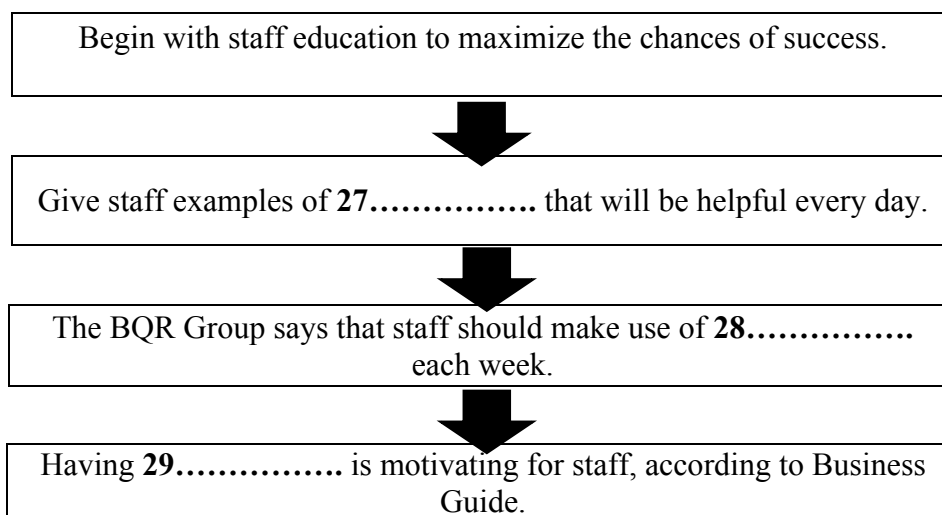 Begin with staff education to maximize the chances of success.
Give staff examples of 27……………. that will be helpful every day.
The BQR Group says that staff should make use of 28…………….
each week.
Having 29……………. is motivating for staff, according to Business
Guide.